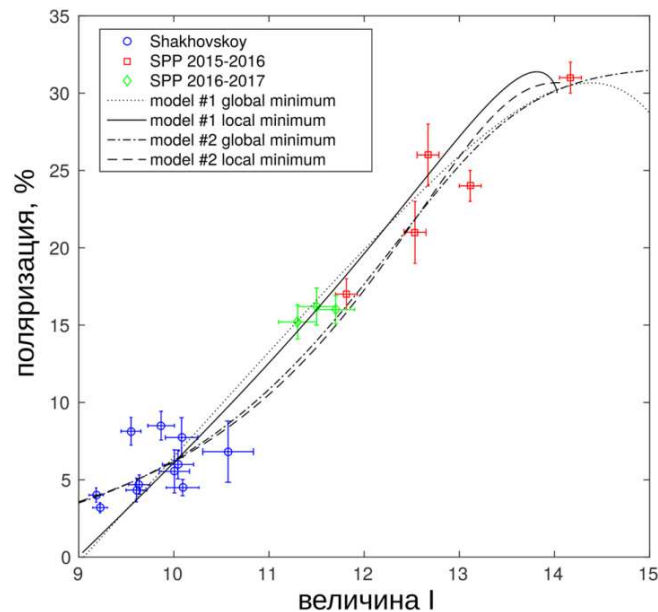 35
30
25
20
15
10
5
0
поляризация, %
Shakhovskoy
SPP 2015-2016
SPP 2016-2017
model #1 global minimum
model #1 local minimum
model #2 global minimum
model #2 local minimum
9 10 11 12 13 14 15
величина I